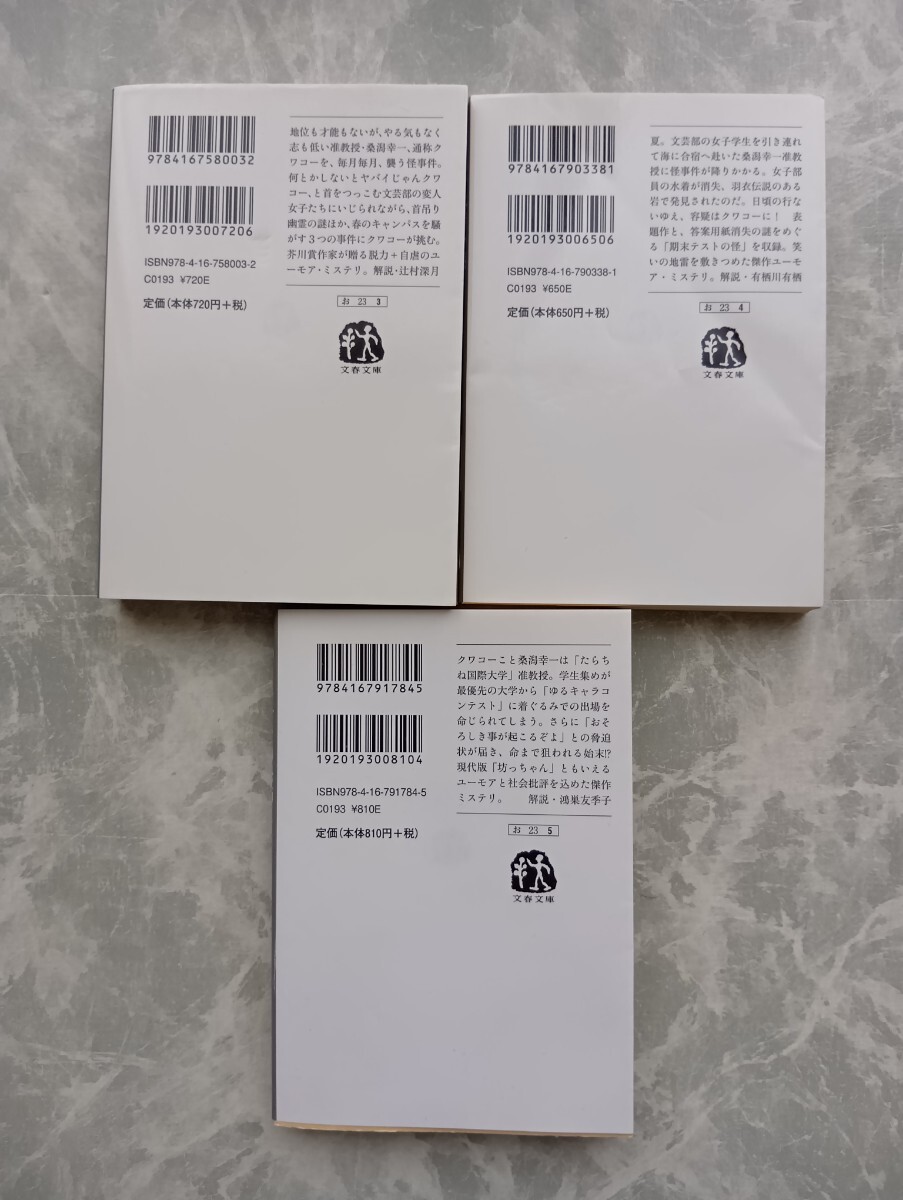 9784167580032
1920193007206
ISBN978-4-16-758003-2
C0193 ¥720E
定価(本体720円+税)
地位も才能もないが、やる気もなく
志も低い准教授・桑潟幸一、通称ク
ワコーを、毎月毎月、襲う怪事件。
何とかしないとヤバイじゃんクワ
コー、と首をつっこむ文芸部の変人
女子たちにいじられながら、首吊り
幽霊の謎ほか、春のキャンパスを騒
がす3つの事件にクワコーが挑む。
芥川賞作家が贈る脱力+自虐のユ
ーモア・ミステリ。解説・辻村深月
お 23 3
文春文庫
9784167903381
1920193006506
ISBN978-4-16-790338-1
C0193 ¥650E
定価(本体650円+税)
夏。文芸部の女子学生を引き連れ
て海に合宿へ赴いた桑潟幸一准教
授に怪事件が降りかかる。女子部
員の水着が消失、羽衣伝説のある
岩で発見されたのだ。日頃の行な
いゆえ、容疑はクワコーに! 表
題作と、答案用紙消失の謎をめぐ
る「期末テストの怪」を収録。笑
いの地雷を敷きつめた傑作ユーモ
ア・ミステリ。解説・有栖川有栖
お 23 4
文春文庫
9784167917845
1920193008104
ISBN978-4-16-791784-5
C0193 ¥810E
定価(本体810円+税)
クワコーこと桑潟幸一は「たらち
ね国際大学」准教授。学生集めが
最優先の大学から「ゆるキャラコ
ンテスト」に着ぐるみでの出場を
命じられてしまう。さらに「おそ
ろしき事が起こるぞよ」との脅迫
状が届き、命まで狙われる始末!?
現代版「坊っちゃん」ともいえる
ユーモアと社会批評を込めた傑作
ミステリ。 解説・鴻巣友季子
お 23 5
文春文庫